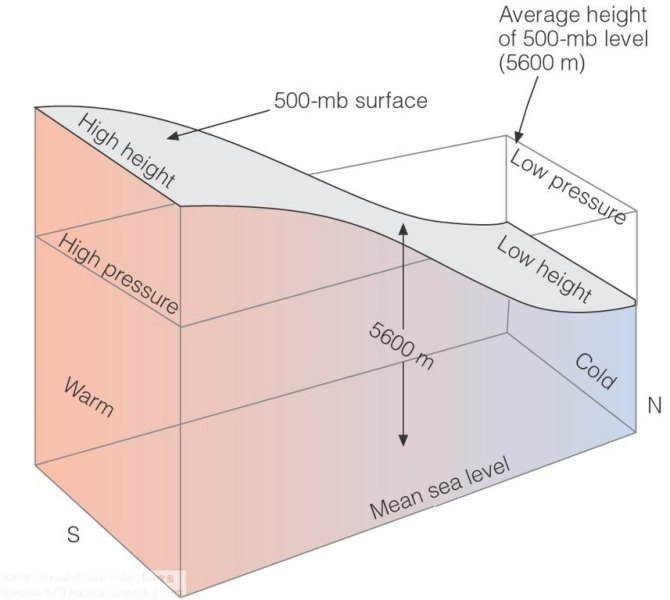 Average height
of 500-mb level
(5600 m)
500-mb surface
High height
Low pressure
High pressure
Low height
5600 m
Warm
Cold
N
Mean sea level
S